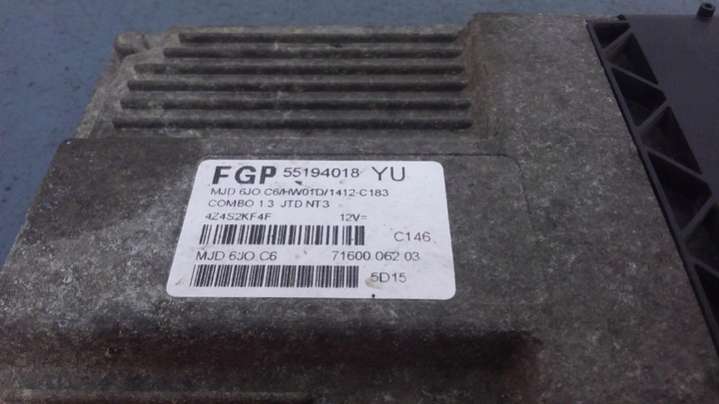 FGP 55194018 YU
MJD 6JO.C6/HW01D/1412-C183
COMBO 1.3 JTD NT3
4Z4S2KF4F 12V=
C146
MJD 6JO.C6 71600.062.03
5D15